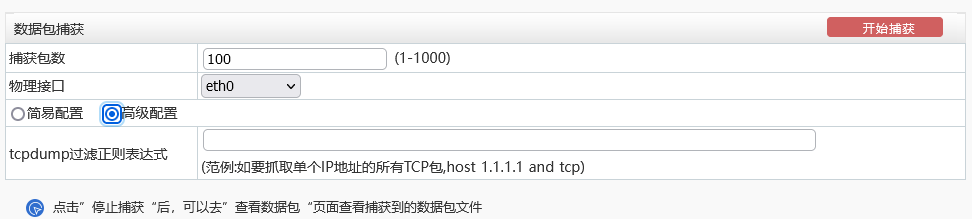 数据包捕获 开始捕获
捕获包数 100 (1-1000)
物理接口 eth0
简易配置 高级配置
tcpdump过滤正则表达式
(范例:如要抓取单个IP地址的所有TCP包,host 1.1.1.1 and tcp)
点击”停止捕获“后，可以去”查看数据包“页面查看捕获到的数据包文件